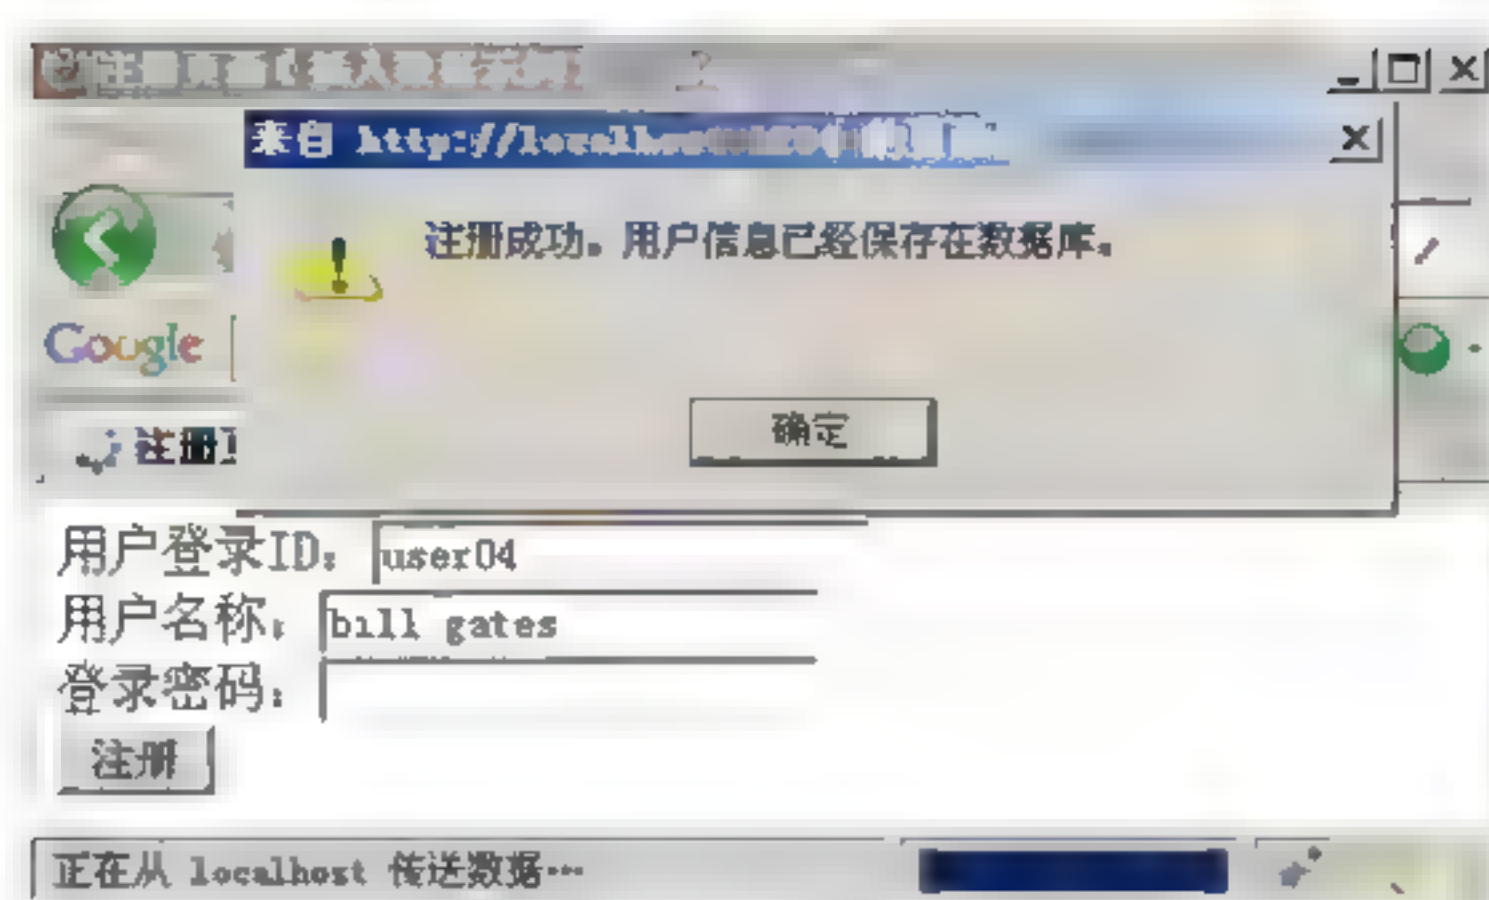 来自 http://localhost
注册成功。用户信息已经保存在数据库。
Google
确定
注册
用户登录ID：user04
用户名称：bill gates
登录密码：
注册
正在从 localhost 传送数据…